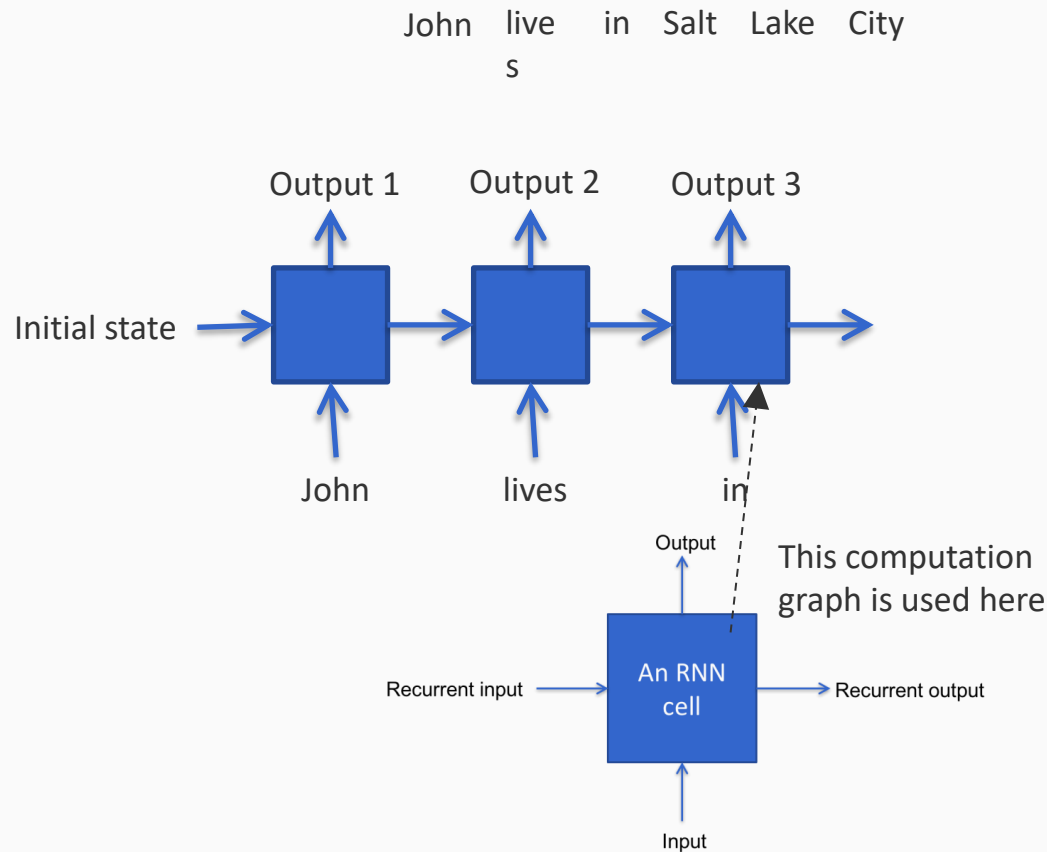 John live in Salt Lake City
s
Output 1 Output 2 Output 3
Initial state
John lives in
Output
This computation
graph is used here
An RNN
cell
Recurrent input
Recurrent output
Input